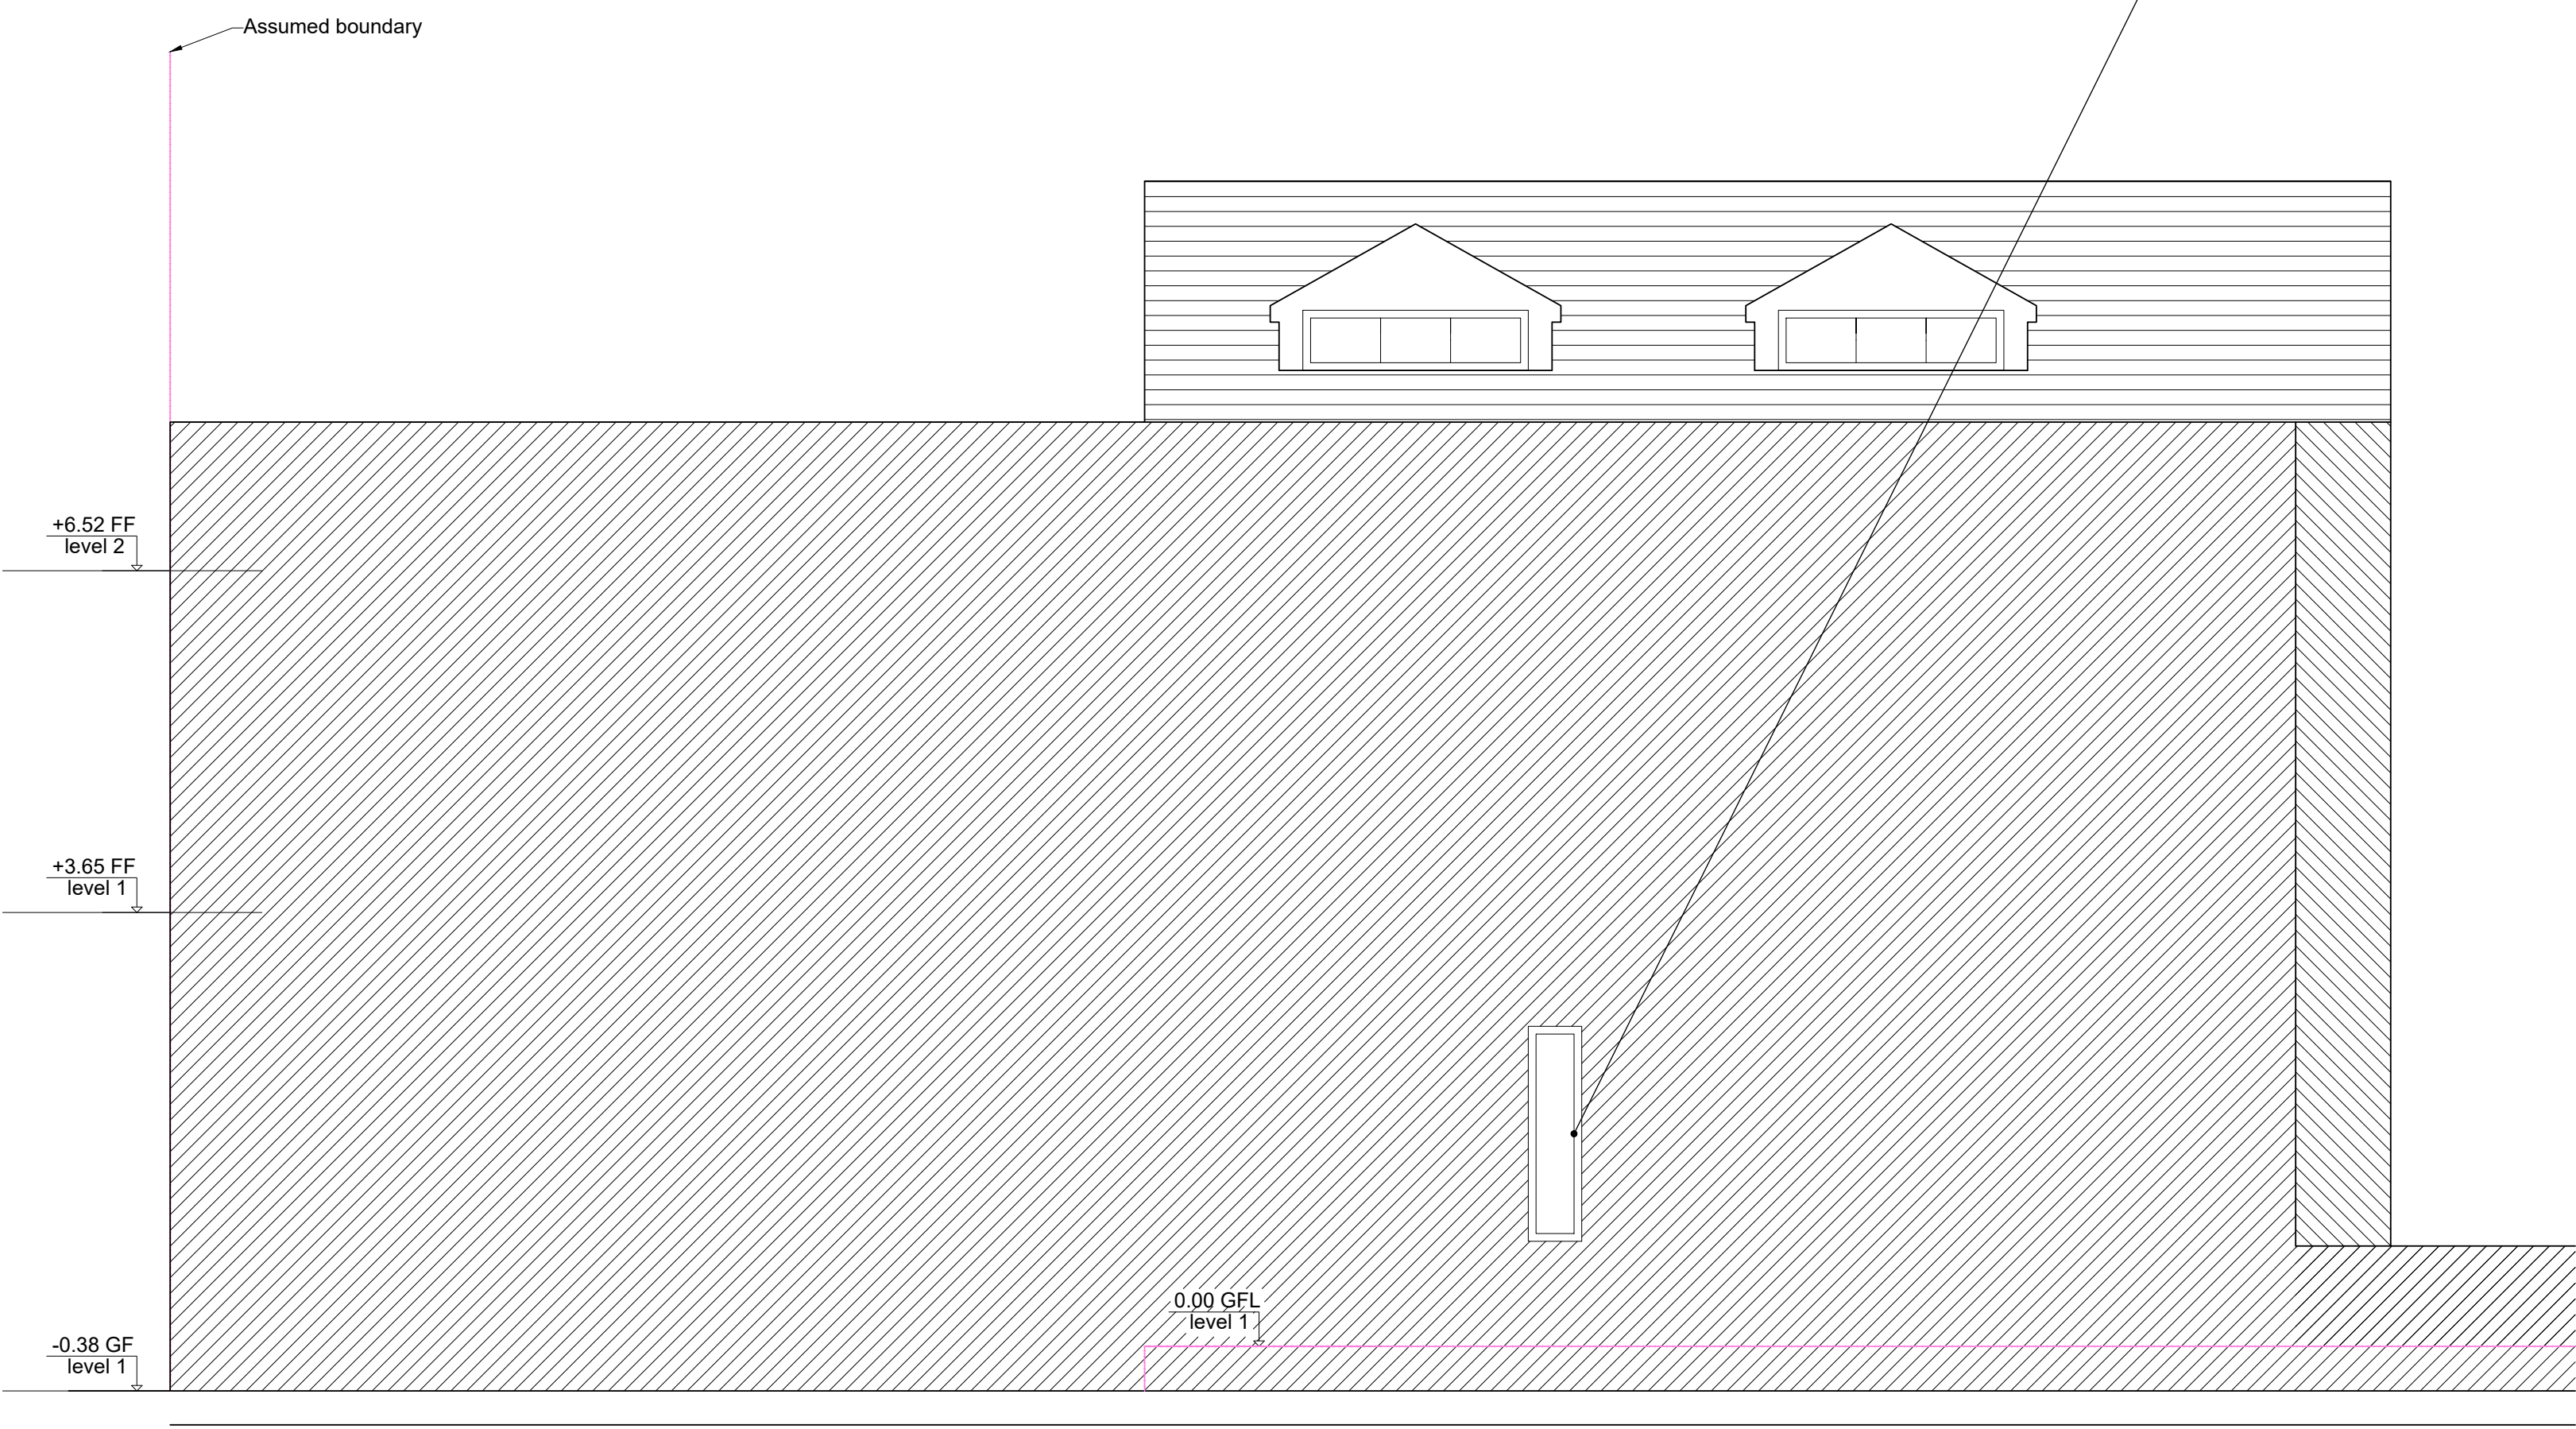 Assumed boundary
+6.52 FF
level 2
+3.65 FF
level 1
0.00 GFL
level 1
-0.38 GF
level 1